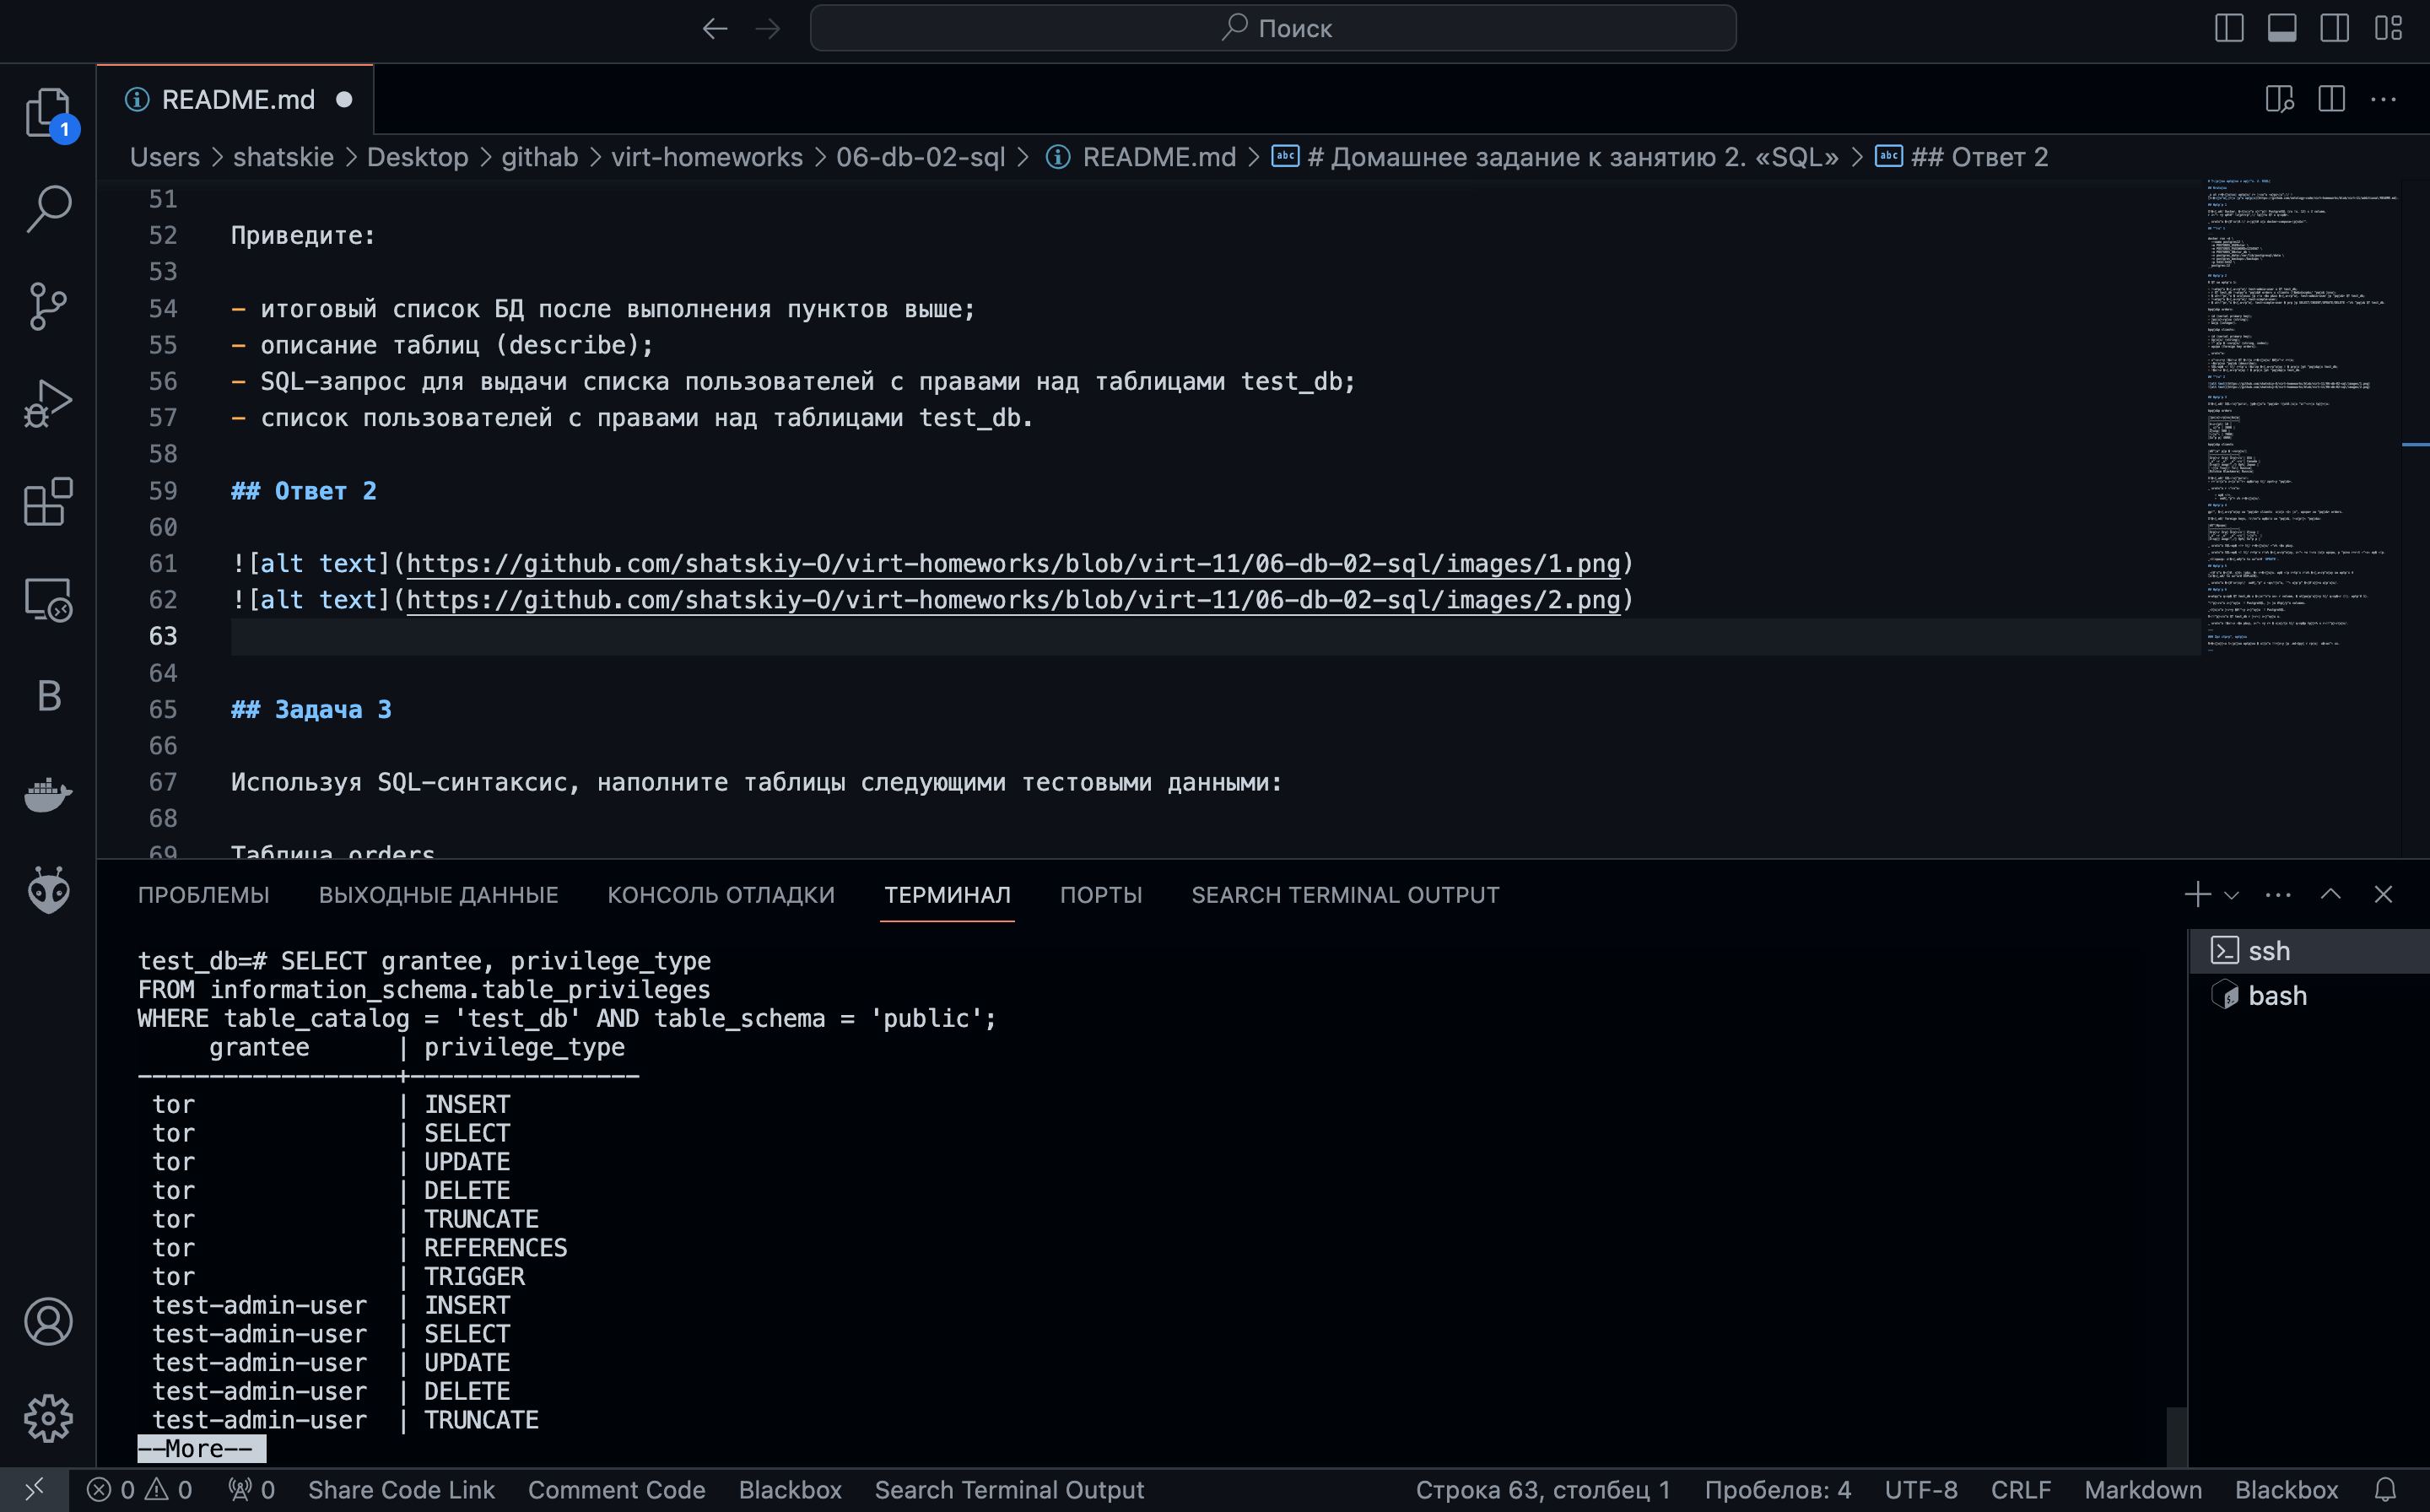 Поиск
README.md
1
Users > shatskie > Desktop > githab > virt-homeworks > 06-db-02-sql > README.md > # Домашнее задание к занятию 2. «SQL» > ## Ответ 2
51
52 Приведите:
53
54 - итоговый список БД после выполнения пунктов выше;
55 - описание таблиц (describe);
56 - SQL-запрос для выдачи списка пользователей с правами над таблицами test_db;
57 - список пользователей с правами над таблицами test_db.
58
59 ## Ответ 2
60
61 ![alt text](https://github.com/shatskiy-O/virt-homeworks/blob/virt-11/06-db-02-sql/images/1.png)
62 ![alt text](https://github.com/shatskiy-O/virt-homeworks/blob/virt-11/06-db-02-sql/images/2.png)
63
64
65 ## Задача 3
66
67 Используя SQL-синтаксис, наполните таблицы следующими тестовыми данными:
68
69 Таблица orders
B
ПРОБЛЕМЫ ВЫХОДНЫЕ ДАННЫЕ КОНСОЛЬ ОТЛАДКИ ТЕРМИНАЛ ПОРТЫ SEARCH TERMINAL OUTPUT
test_db=# SELECT grantee, privilege_type
FROM information_schema.table_privileges
WHERE table_catalog = 'test_db' AND table_schema = 'public';
grantee | privilege_type
------------------+----------------
tor | INSERT
tor | SELECT
tor | UPDATE
tor | DELETE
tor | TRUNCATE
tor | REFERENCES
tor | TRIGGER
test-admin-user | INSERT
test-admin-user | SELECT
test-admin-user | UPDATE
test-admin-user | DELETE
test-admin-user | TRUNCATE
--More--
ssh
bash
0 0 0 Share Code Link Comment Code Blackbox Search Terminal Output Строка 63, столбец 1 Пробелов: 4 UTF-8 CRLF Markdown Blackbox